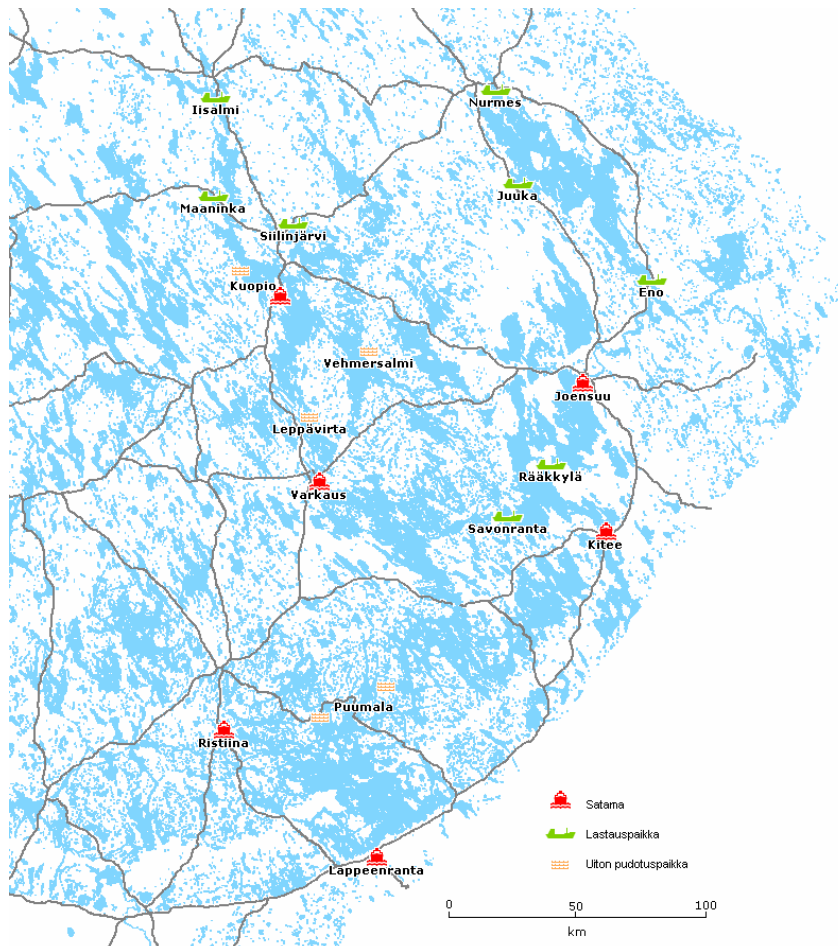 Nurmes
Iisalmi
Juuka
Maaninka
Siilinjärvi
Kuopio
Eno
Vehmersalmi
Joensuu
Leppävirta
Rääkkylä
Varkaus
Savonranta
Kitee
Puumala
Ristiina
Satama
Lastauspaikka
Uiton pudotuspaikka
Lappeenranta
0 50 100
km